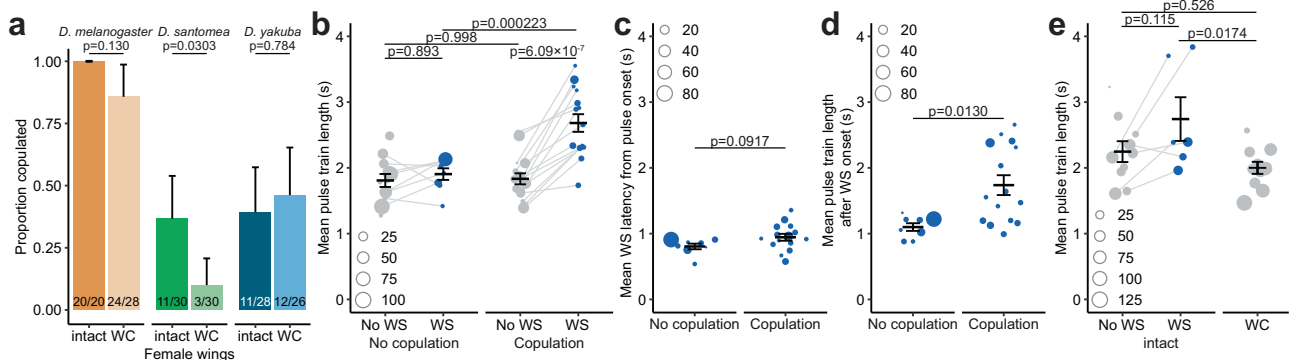 a
D. melanogaster D. santomea D. yakuba
p=0.130 p=0.0303 p=0.784
Proportion copulated
1.00
0.75
0.50
0.25
0.00
20/20 24/28 11/30 3/30 11/28 12/26
intact WC intact WC intact WC
Female wings
b
p=0.000223
p=0.998
p=0.893 p=6.09×10⁻⁷
Mean pulse train length (s)
4
3
2
1
0
25
50
75
100
No WS WS No WS WS
No copulation Copulation
c
Mean WS latency from pulse onset (s)
4
3
2
1
0
20
40
60
80
p=0.0917
No copulation Copulation
d
Mean pulse train length
after WS onset (s)
4
3
2
1
0
20
40
60
80
p=0.0130
No copulation Copulation
e
p=0.526
p=0.115
p=0.0174
Mean pulse train length (s)
4
3
2
1
0
25
50
75
100
125
No WS WS WC
intact